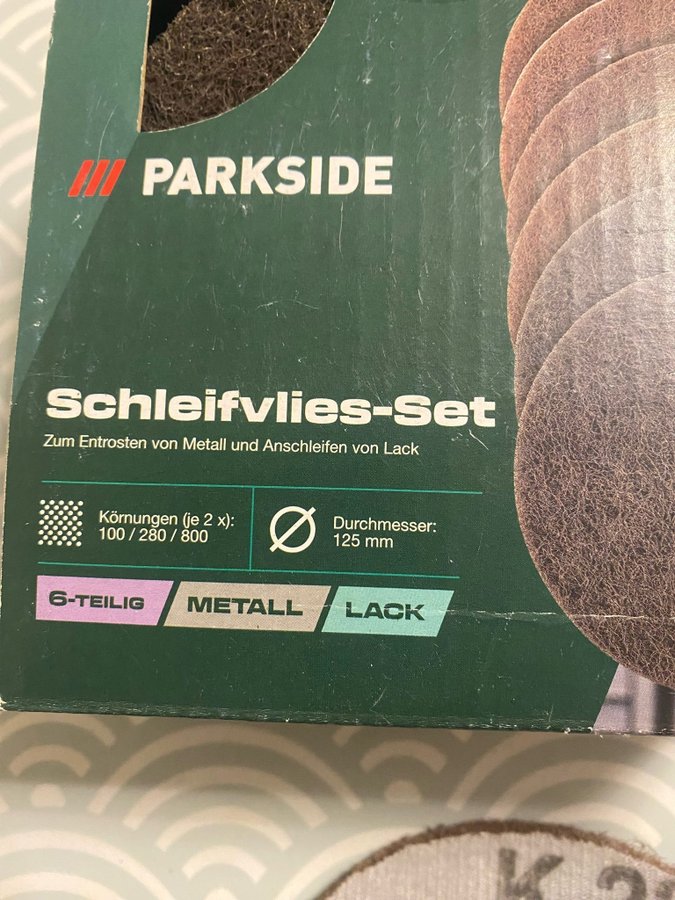 PARKSIDE
Schleifvlies-Set
Zum Entrosten von Metall und Anschleifen von Lack
Körnungen (je 2 x):
100 / 280 / 800
Durchmesser:
125 mm
6-TEILIG
METALL
LACK
K 2